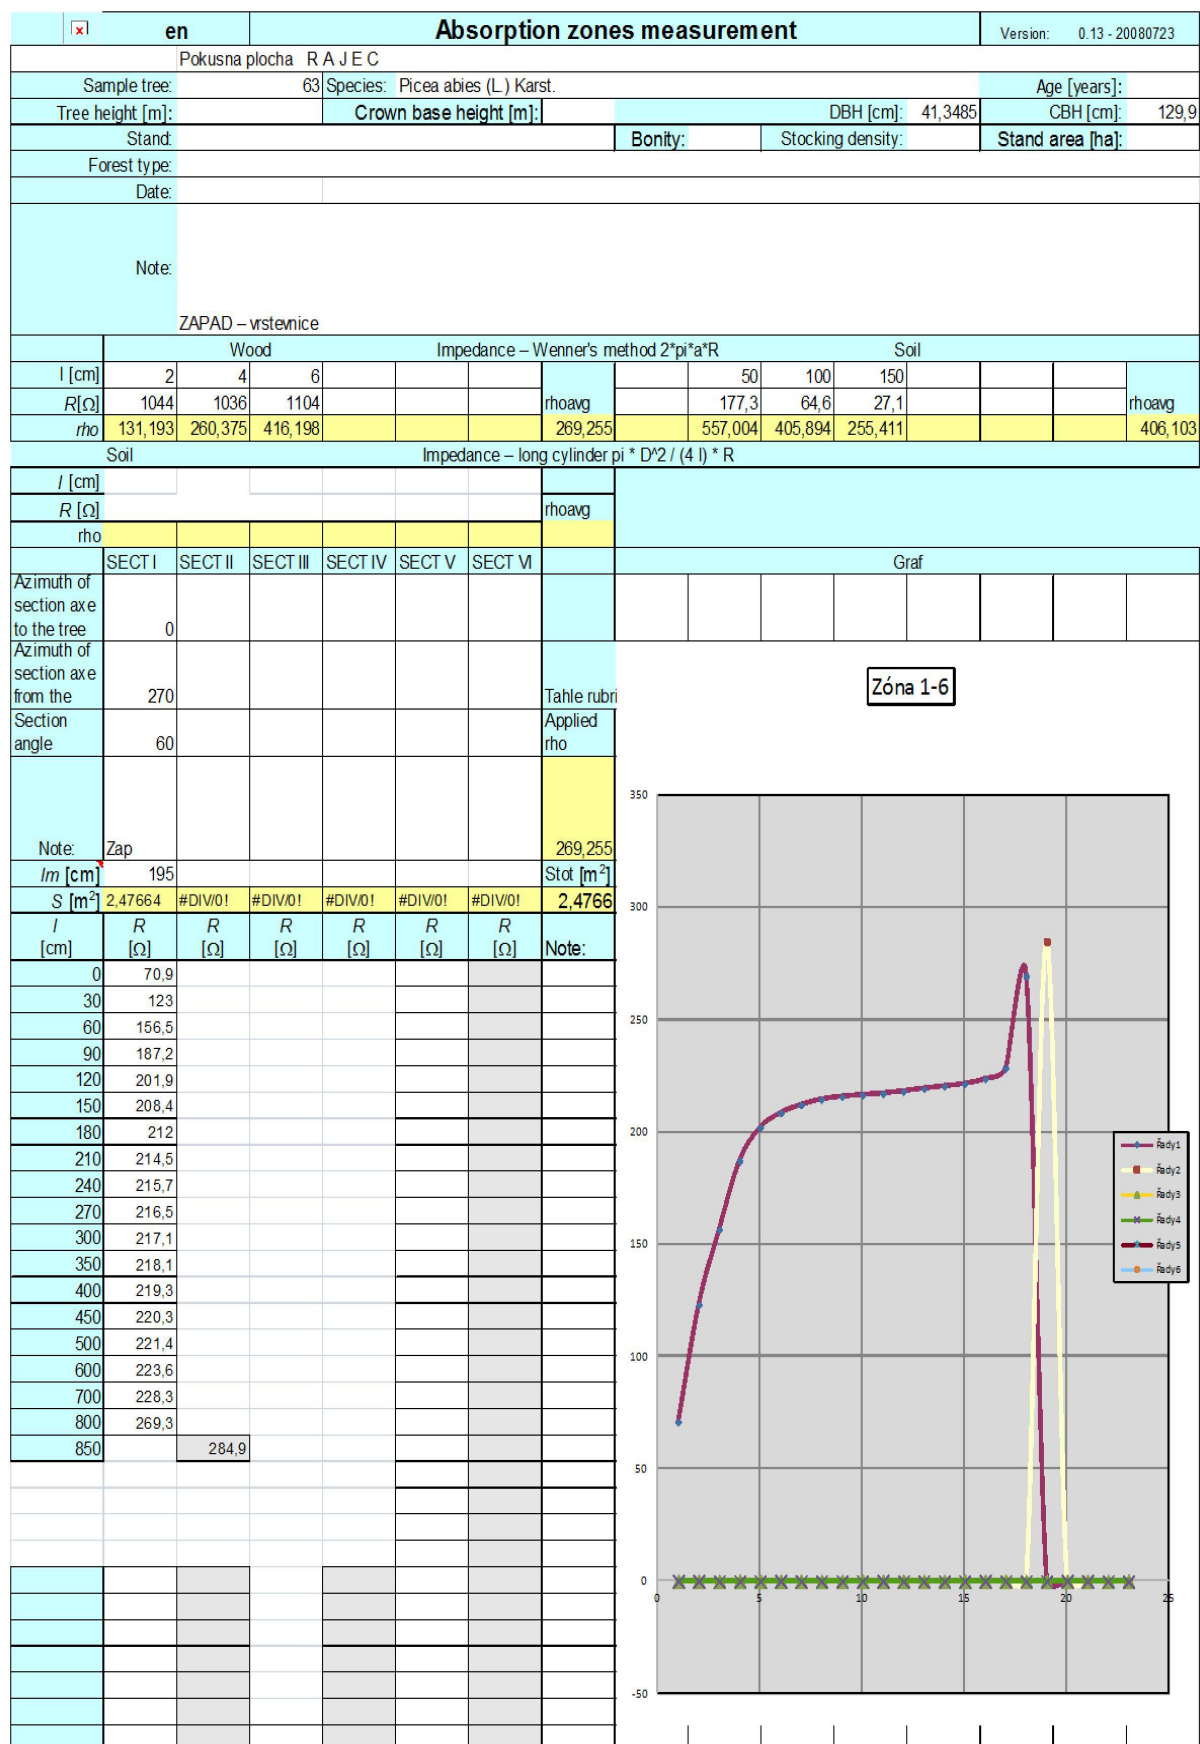 en Absorption zones measurement Version: 0.13 - 20080723
Pokusna plocha R A J E C
Sample tree: 63 Species: Picea abies (L.) Karst. Age [years]:
Tree height [m]: Crown base height [m]: DBH [cm]: 41,3485 CBH [cm]: 129,9
Stand: Bonity: Stocking density: Stand area [ha]:
Forest type:
Date:
Note:
ZAPAD – vrstevnice
Wood Impedance – Wenner's method 2*pi*a*R Soil
l [cm] 2 4 6 50 100 150
R[Ω] 1044 1036 1104 rhoavg 177,3 64,6 27,1 rhoavg
rho 131,193 260,375 416,198 269,255 557,004 405,894 255,411 406,103
Soil Impedance – long cylinder pi * D^2 / (4 l) * R
l [cm]
R [Ω] rhoavg
rho
SECT I SECT II SECT III SECT IV SECT V SECT VI Graf
Azimuth of
section axe
to the tree 0
Azimuth of
section axe
from the 270 Tahle rubri
Section
angle 60
Applied
rho
Note: Zap 269,255
lm [cm] 195 Stot [m²]
S [m²] 2,47664 #DIV/0! #DIV/0! #DIV/0! #DIV/0! #DIV/0! 2,4766
l R R R R R R
[cm] [Ω] [Ω] [Ω] [Ω] [Ω] [Ω] Note:
0 70,9
30 123
60 156,5
90 187,2
120 201,9
150 208,4
180 212
210 214,5
240 215,7
270 216,5
300 217,1
350 218,1
400 219,3
450 220,3
500 221,4
600 223,6
700 228,3
800 269,3
850 284,9
Zóna 1-6
350
300
250
200
150
100
50
0
-50
0 5 10 15 20 25
Řady1
Řady2
Řady3
Řady4
Řady5
Řady6